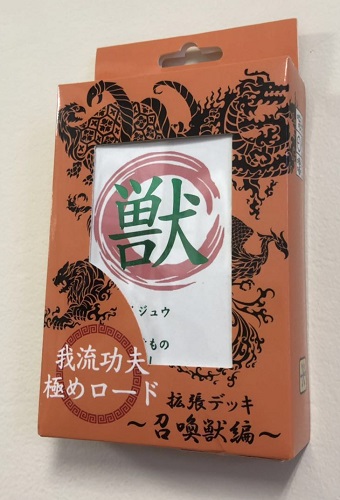 獣
ジュウ
もの
我流功夫
極めロード
拡張デッキ
~召喚獣編~